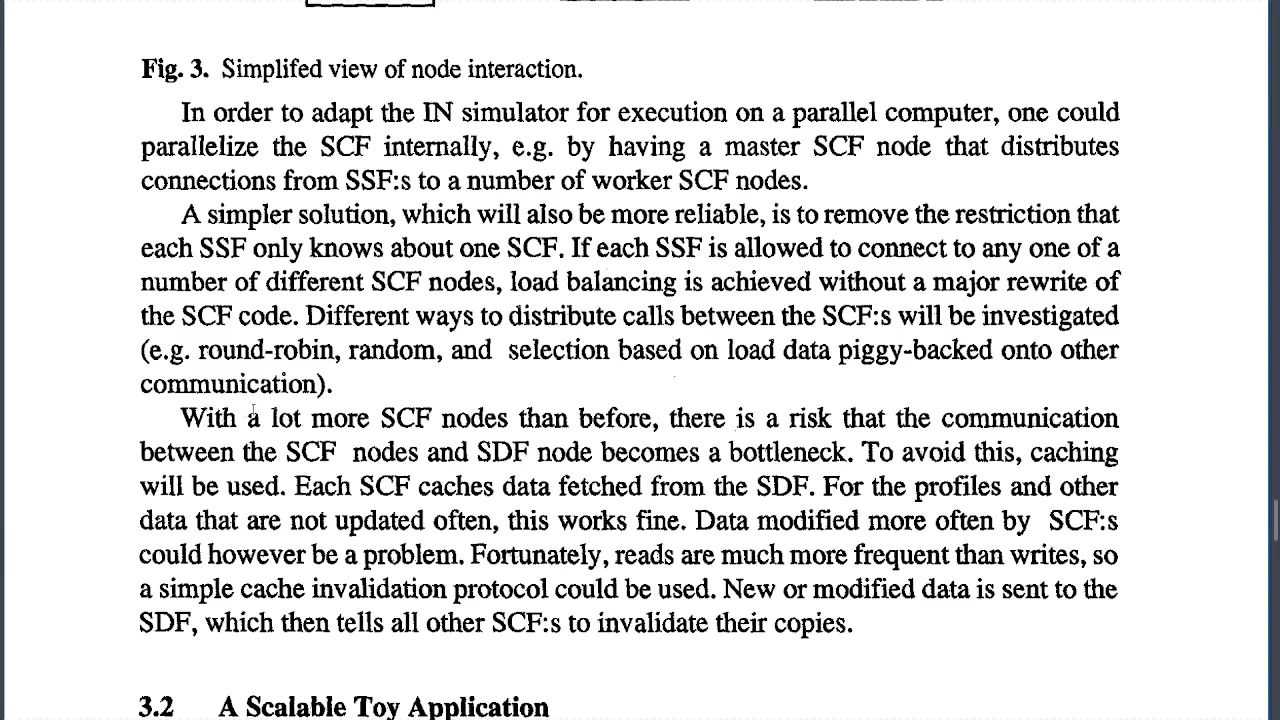 Fig. 3. Simplifed view of node interaction.
In order to adapt the IN simulator for execution on a parallel computer, one could
parallelize the SCF internally, e.g. by having a master SCF node that distributes
connections from SSF:s to a number of worker SCF nodes.
A simpler solution, which will also be more reliable, is to remove the restriction that
each SSF only knows about one SCF. If each SSF is allowed to connect to any one of a
number of different SCF nodes, load balancing is achieved without a major rewrite of
the SCF code. Different ways to distribute calls between the SCF:s will be investigated
(e.g. round-robin, random, and selection based on load data piggy-backed onto other
communication).
With a lot more SCF nodes than before, there is a risk that the communication
between the SCF nodes and SDF node becomes a bottleneck. To avoid this, caching
will be used. Each SCF caches data fetched from the SDF. For the profiles and other
data that are not updated often, this works fine. Data modified more often by SCF:s
could however be a problem. Fortunately, reads are much more frequent than writes, so
a simple cache invalidation protocol could be used. New or modified data is sent to the
SDF, which then tells all other SCF:s to invalidate their copies.
3.2 A Scalable Toy Application